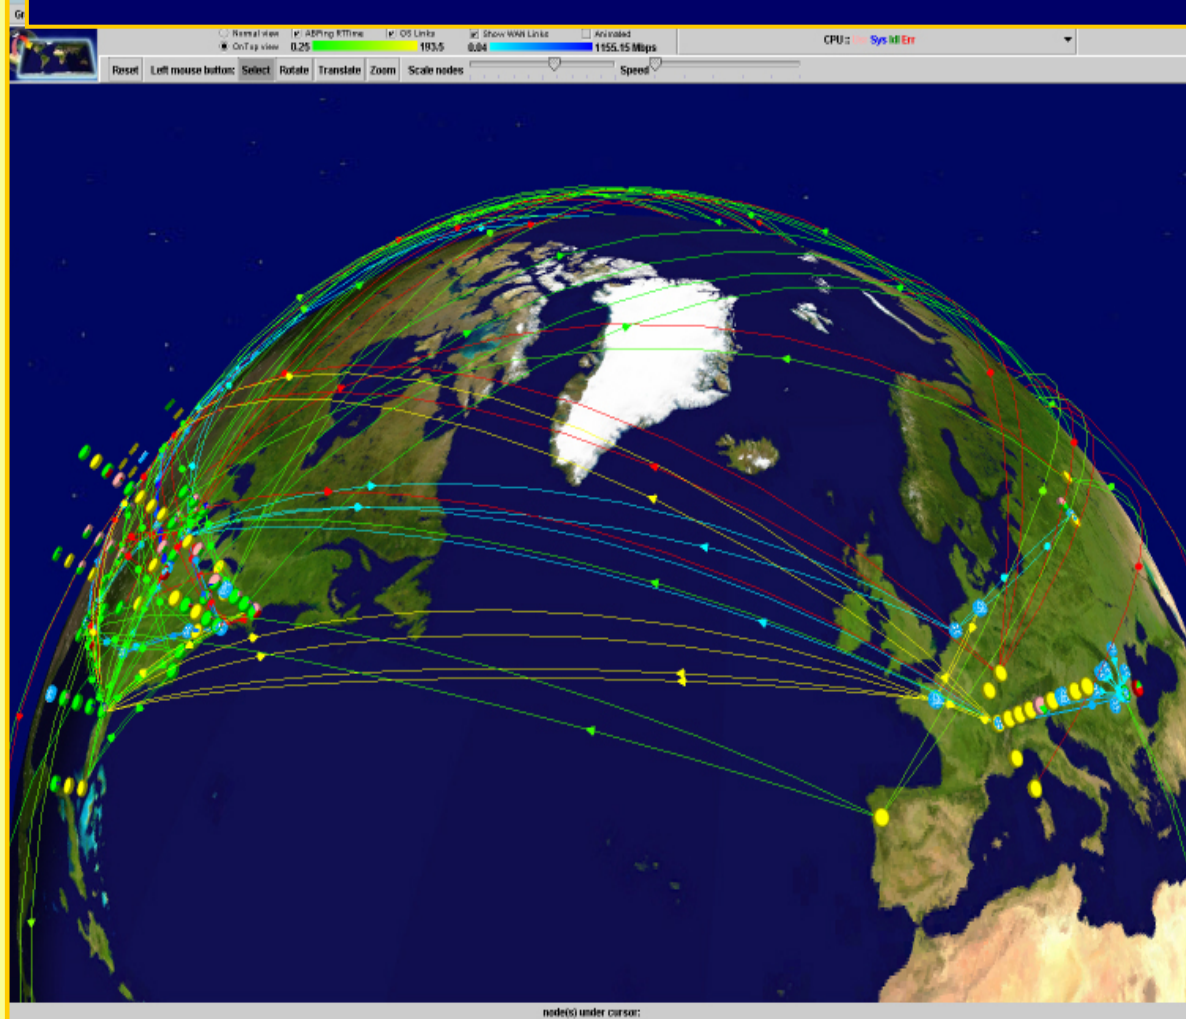 Gr
Normal view ABPing RTTime OS Links Show WAN Links Animated
OnTop view 0.25 193.5 0.04 1155.15 Mbps
CPU:: Sys Idl Err
Reset Left mouse button: Select Rotate Translate Zoom Scale nodes Speed
node(s) under cursor: